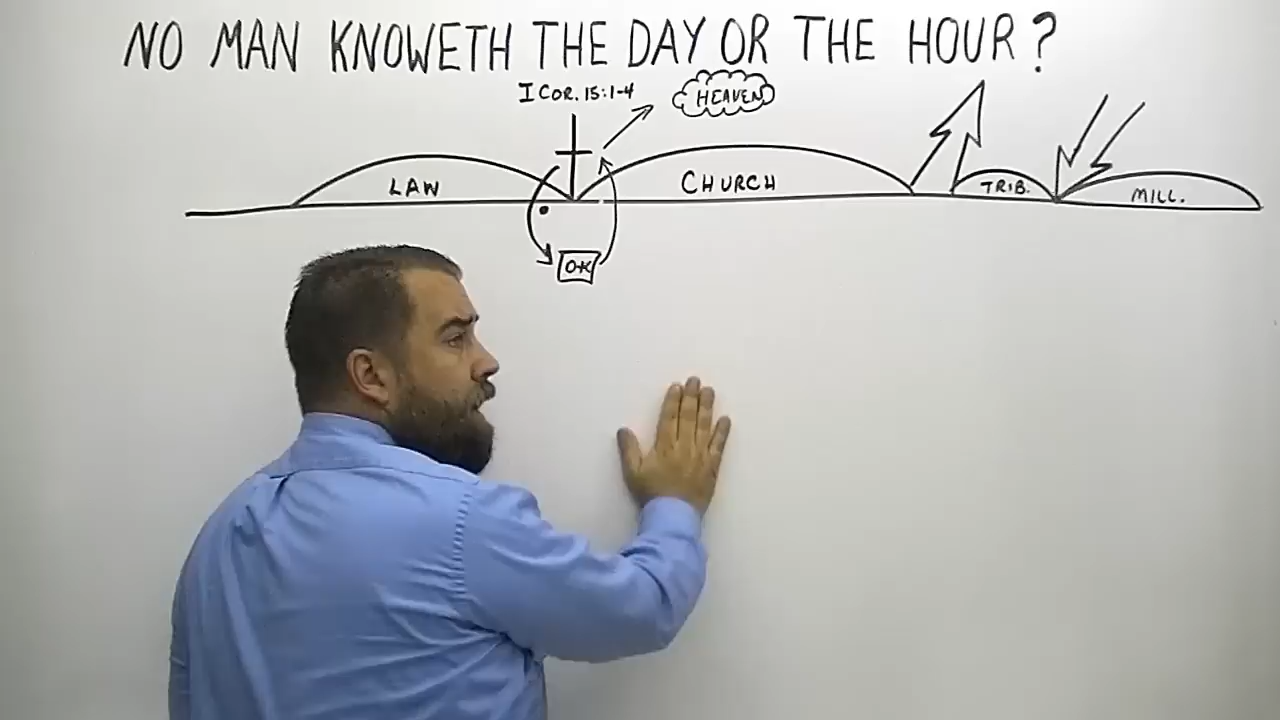 NO MAN KNOWETH THE DAY OR THE HOUR?
I COR. 15:1-4
HEAVEN
LAW
CHURCH
TRIB.
MILL.